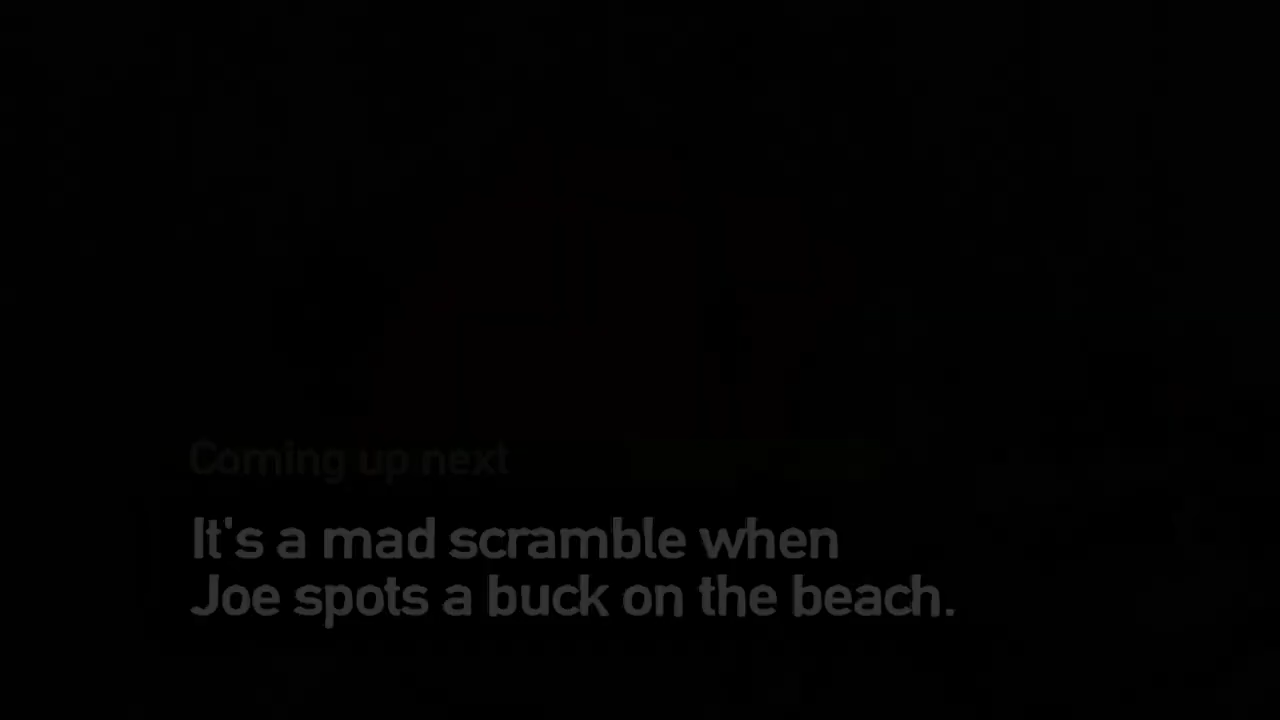 Coming up next
It's a mad scramble when
Joe spots a buck on the beach.